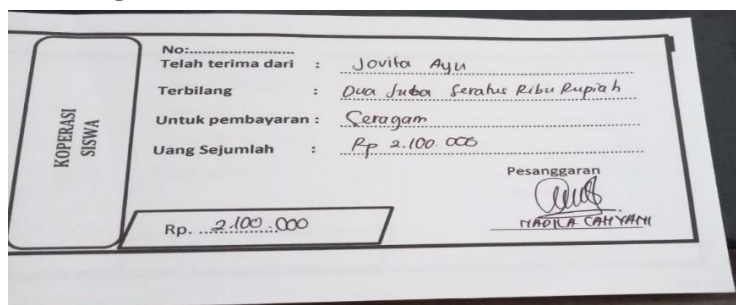 KOPERASI
SISWA
No:......................
Telah terima dari : Jovita Ayu
Terbilang : Dua Juta Seratus Ribu Rupiah
Untuk pembayaran : Seragam
Uang Sejumlah : Rp 2.100.000
Pesanggaran
NADILA CAHYANI
Rp. 2.100.000